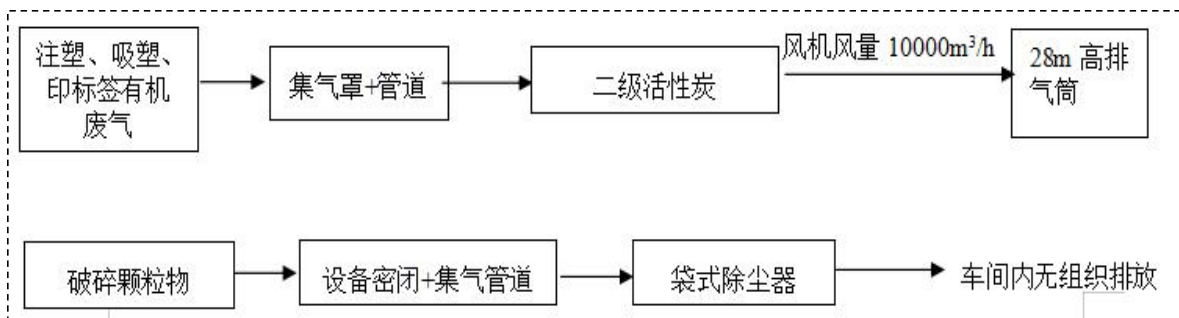 注塑、吸塑、
印标签有机
废气
集气罩+管道
二级活性炭
风机风量 10000m³/h
28m 高排
气筒
破碎颗粒物
设备密闭+集气管道
袋式除尘器
车间内无组织排放